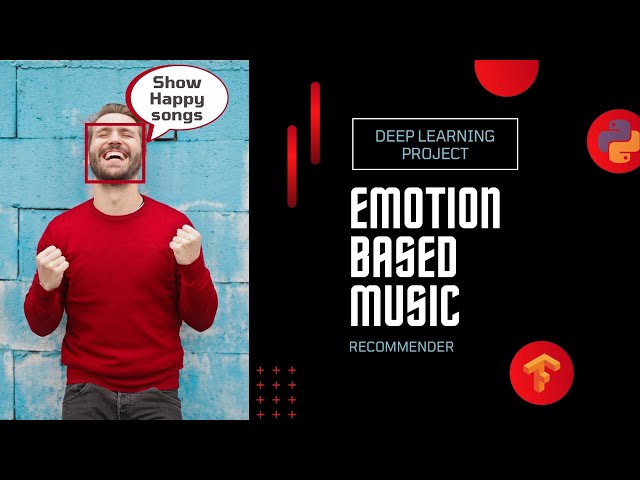 Show
Happy
songs
DEEP LEARNING
PROJECT
EMOTION
BASED
MUSIC
RECOMMENDER